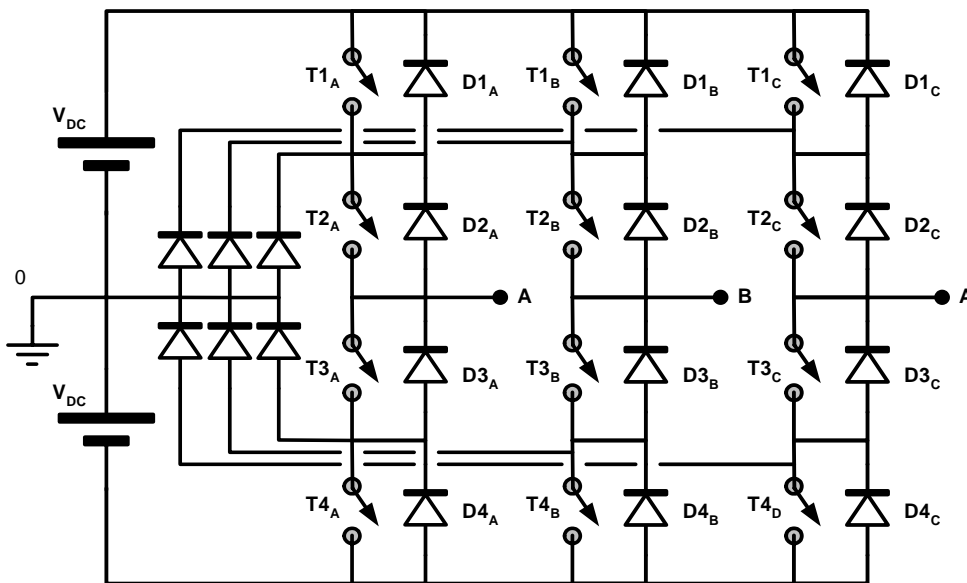 T1A D1A T1B D1B T1C D1C
VDC
T2A D2A T2B D2B T2C D2C
0
A B A
T3A D3A T3B D3B T3C D3C
VDC
T4A D4A T4B D4B T4D D4C